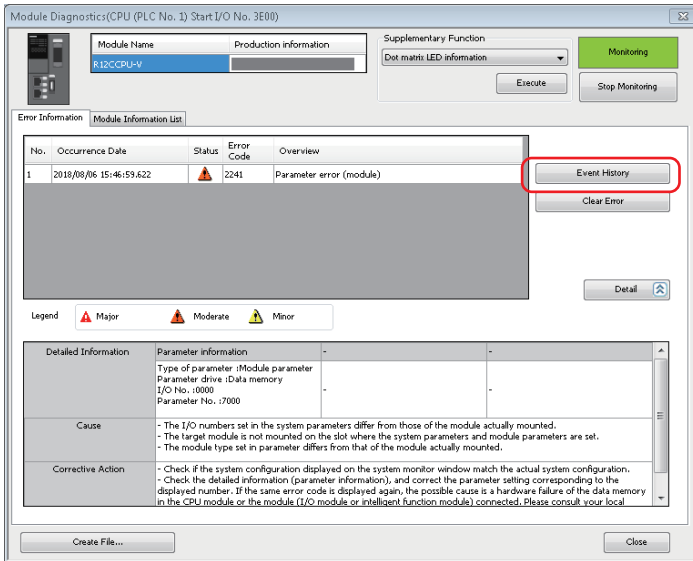 Module Diagnostics(CPU (PLC No. 1) Start I/O No. 3E00)
Module Name
Production information
R12CCPU-V
Supplementary Function
Dot matrix LED information
Execute
Monitoring
Stop Monitoring
Error Information
Module Information List
No.
Occurrence Date
Status
Error
Code
Overview
1
2018/08/06 15:46:59.622
2241
Parameter error (module)
Event History
Clear Error
Detail
Legend
Major
Moderate
Minor
Detailed Information
Parameter information
-
-
Type of parameter :Module parameter
Parameter drive :Data memory
I/O No. :0000
Parameter No. :7000
-
-
Cause
- The I/O numbers set in the system parameters differ from those of the module actually mounted.
- The target module is not mounted on the slot where the system parameters and module parameters are set.
- The module type set in parameter differs from that of the module actually mounted.
Corrective Action
- Check if the system configuration displayed on the system monitor window match the actual system configuration.
- Check the detailed information (parameter information), and correct the parameter setting corresponding to the
displayed number. If the same error code is displayed again, the possible cause is a hardware failure of the data memory
in the CPU module or the module (I/O module or intelligent function module) connected. Please consult your local
Create File...
Close